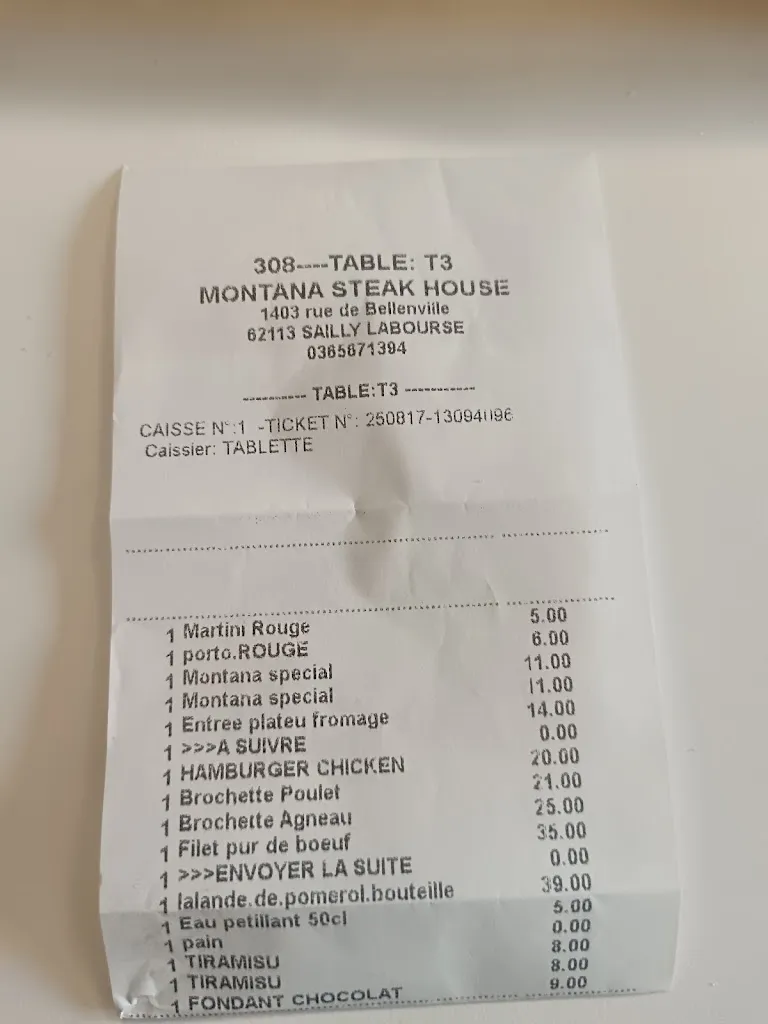 308----TABLE: T3
MONTANA STEAK HOUSE
1403 rue de Bellenville
62113 SAILLY LABOURSE
0365671394
---------- TABLE:T3 -----------
CAISSE N°:1 -TICKET N°: 250817-13094096
Caissier: TABLETTE
1 Martini Rouge 5.00
1 porto.ROUGE 6.00
1 Montana special 11.00
1 Montana special 11.00
1 Entree plateu fromage 14.00
1 >>>A SUIVRE 0.00
1 HAMBURGER CHICKEN 20.00
1 Brochette Poulet 21.00
1 Brochette Agneau 25.00
1 Filet pur de boeuf 35.00
1 >>>ENVOYER LA SUITE 0.00
1 lalande.de.pomerol.bouteille 39.00
1 Eau petillant 50cl 5.00
1 pain 0.00
1 TIRAMISU 8.00
1 TIRAMISU 8.00
1 FONDANT CHOCOLAT 9.00